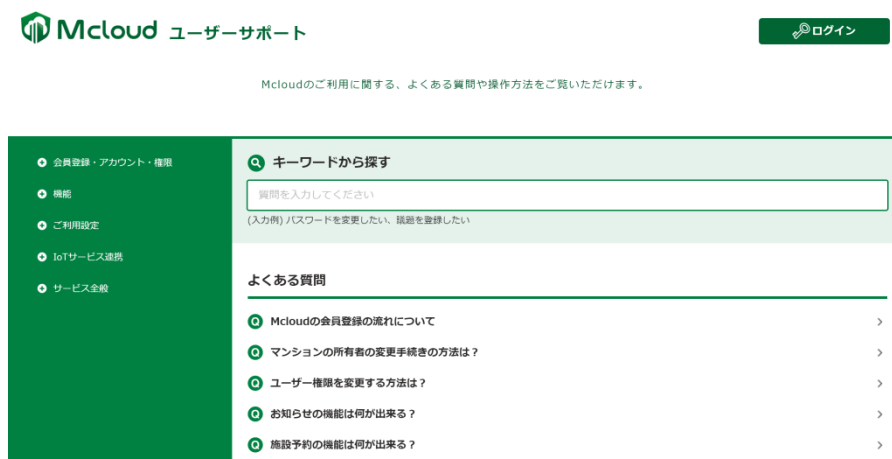 Mcloud ユーザーサポート
ログイン
Mcloudのご利用に関する、よくある質問や操作方法をご覧いただけます。
会員登録・アカウント・権限
機能
ご利用設定
IoTサービス連携
サービス全般
キーワードから探す
質問を入力してください
(入力例) パスワードを変更したい、議題を登録したい
よくある質問
Q Mcloudの会員登録の流れについて
Q マンションの所有者の変更手続きの方法は？
Q ユーザー権限を変更する方法は？
Q お知らせの機能は何が出来る？
Q 施設予約の機能は何が出来る？